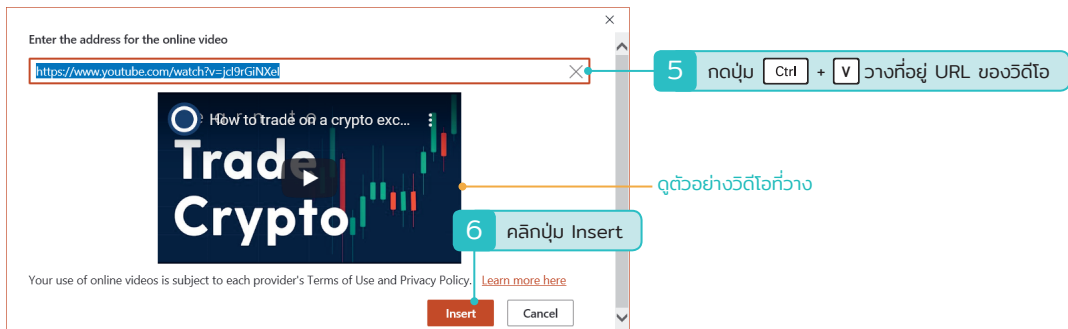 Enter the address for the online video
https://www.youtube.com/watch?v=jcI9rGiNXeI
5 กดปุ่ม Ctrl + V วางที่อยู่ URL ของวิดีโอ
How to trade on a crypto exc...
Trade
Crypto
ดูตัวอย่างวิดีโอที่วาง
6 คลิกปุ่ม Insert
Your use of online videos is subject to each provider's Terms of Use and Privacy Policy. Learn more here
Insert Cancel